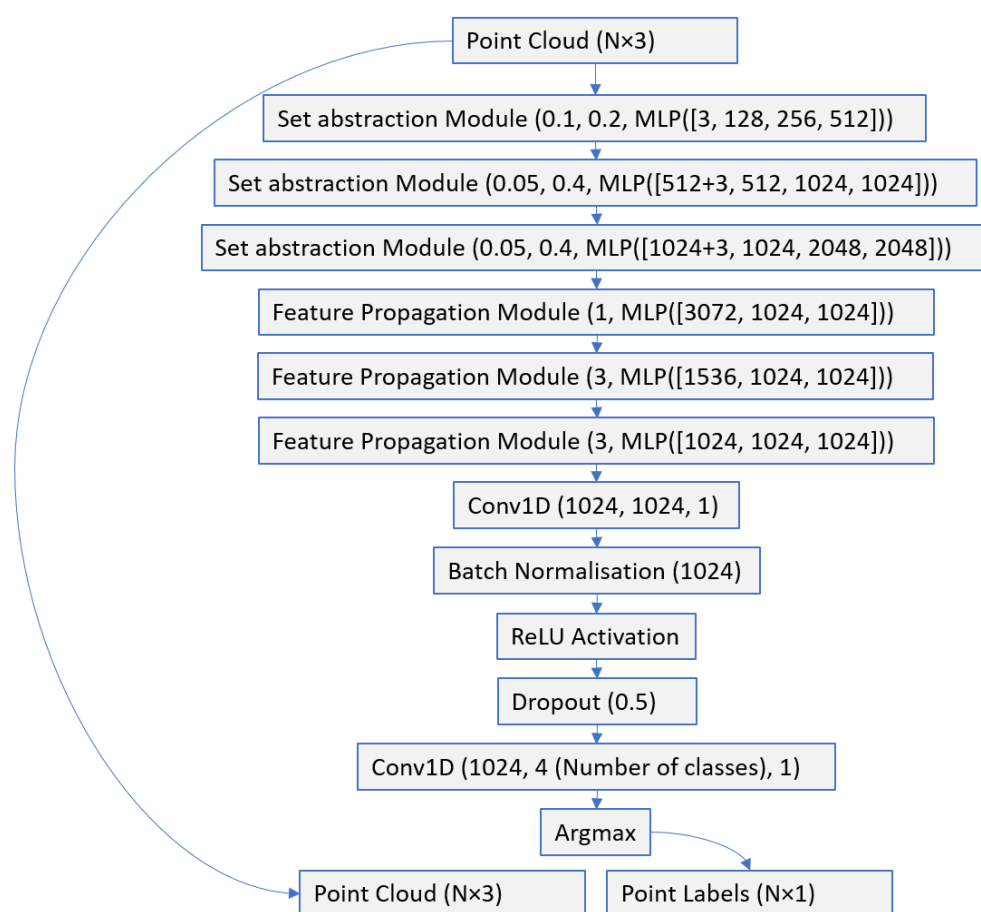 Point Cloud (N×3)
Set abstraction Module (0.1, 0.2, MLP([3, 128, 256, 512]))
Set abstraction Module (0.05, 0.4, MLP([512+3, 512, 1024, 1024]))
Set abstraction Module (0.05, 0.4, MLP([1024+3, 1024, 2048, 2048]))
Feature Propagation Module (1, MLP([3072, 1024, 1024]))
Feature Propagation Module (3, MLP([1536, 1024, 1024]))
Feature Propagation Module (3, MLP([1024, 1024, 1024]))
Conv1D (1024, 1024, 1)
Batch Normalisation (1024)
ReLU Activation
Dropout (0.5)
Conv1D (1024, 4 (Number of classes), 1)
Argmax
Point Cloud (N×3)
Point Labels (N×1)